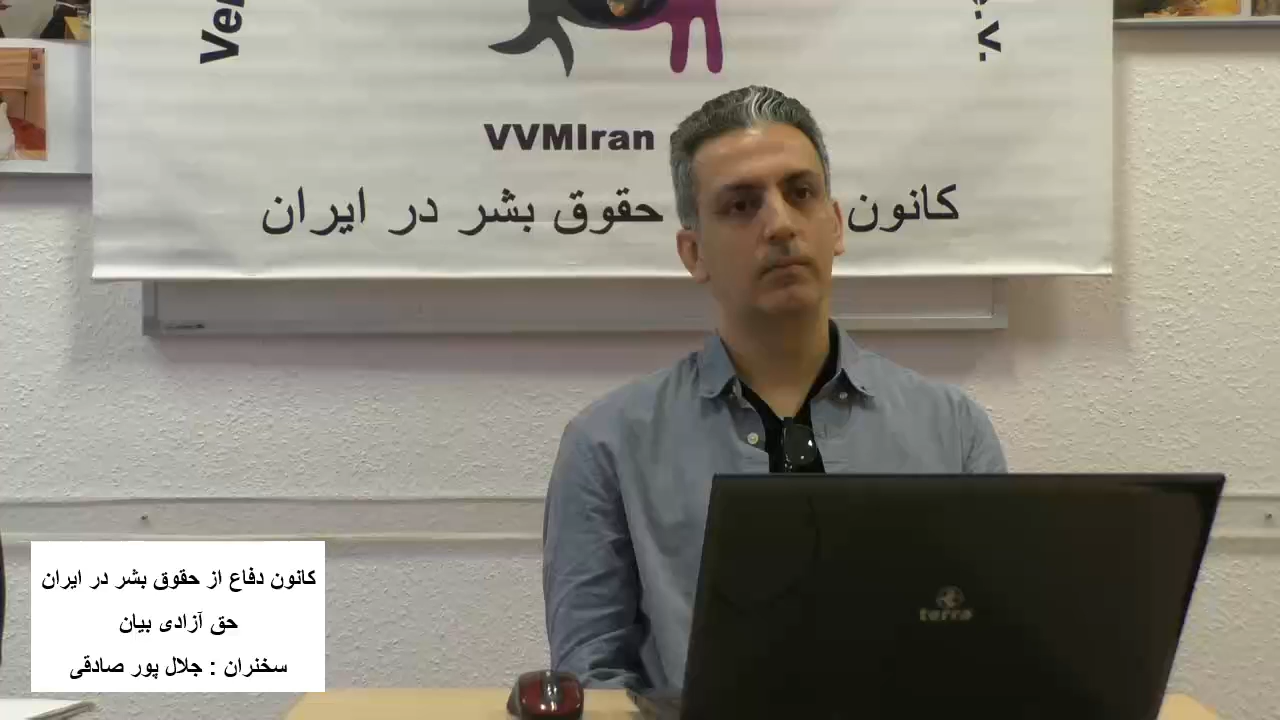 Ver
e.V.
VVMIran
کانون حقوق بشر در ایران
terra
کانون دفاع از حقوق بشر در ایران
حق آزادی بیان
سخنران : جلال پور صادقی